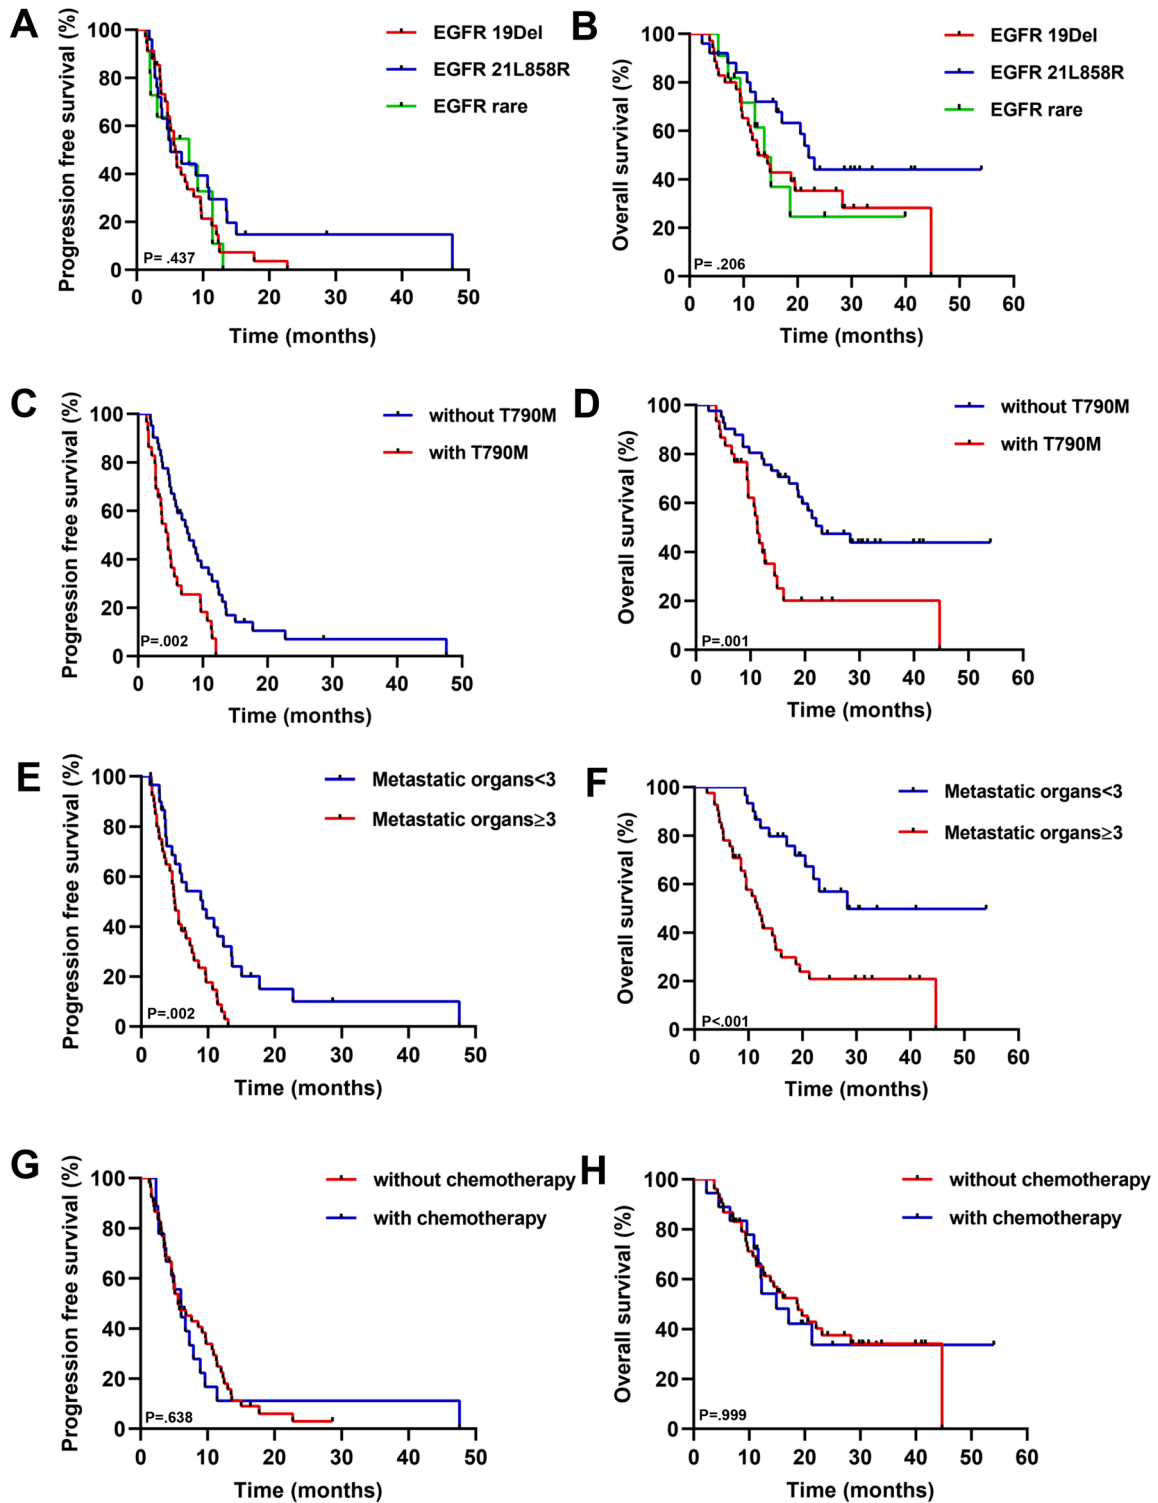 A
Progression free survival (%)
100
80
60
40
20
0
P= .437
0 10 20 30 40 50
Time (months)
EGFR 19Del
EGFR 21L858R
EGFR rare
B
Overall survival (%)
100
80
60
40
20
0
P= .206
0 10 20 30 40 50 60
Time (months)
EGFR 19Del
EGFR 21L858R
EGFR rare
C
Progression free survival (%)
100
80
60
40
20
0
P=.002
0 10 20 30 40 50
Time (months)
without T790M
with T790M
D
Overall survival (%)
100
80
60
40
20
0
P=.001
0 10 20 30 40 50 60
Time (months)
without T790M
with T790M
E
Progression free survival (%)
100
80
60
40
20
0
P=.002
0 10 20 30 40 50
Time (months)
Metastatic organs<3
Metastatic organs≥3
F
Overall survival (%)
100
80
60
40
20
0
P<.001
0 10 20 30 40 50 60
Time (months)
Metastatic organs<3
Metastatic organs≥3
G
Progression free survival (%)
100
80
60
40
20
0
P=.638
0 10 20 30 40 50
Time (months)
without chemotherapy
with chemotherapy
H
Overall survival (%)
100
80
60
40
20
0
P=.999
0 10 20 30 40 50 60
Time (months)
without chemotherapy
with chemotherapy